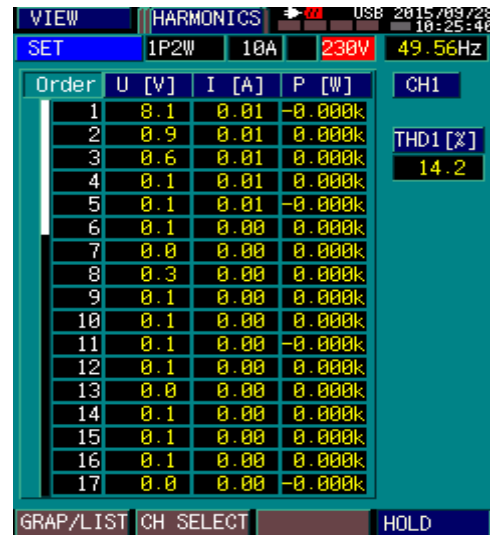 VIEW HARMONICS USB 2015/09/28
10:25:46
SET 1P2W 10A 230V 49.56Hz
Order U [V] I [A] P [W] CH1
1 8.1 0.01 -0.000k
2 0.9 0.01 0.000k THD1[%]
3 0.6 0.01 0.000k 14.2
4 0.1 0.01 0.000k
5 0.1 0.01 -0.000k
6 0.1 0.00 0.000k
7 0.0 0.00 0.000k
8 0.3 0.00 0.000k
9 0.1 0.00 0.000k
10 0.1 0.00 0.000k
11 0.1 0.00 -0.000k
12 0.1 0.00 0.000k
13 0.0 0.00 0.000k
14 0.1 0.00 0.000k
15 0.1 0.00 0.000k
16 0.1 0.00 0.000k
17 0.0 0.00 -0.000k
GRAP/LIST CH SELECT HOLD